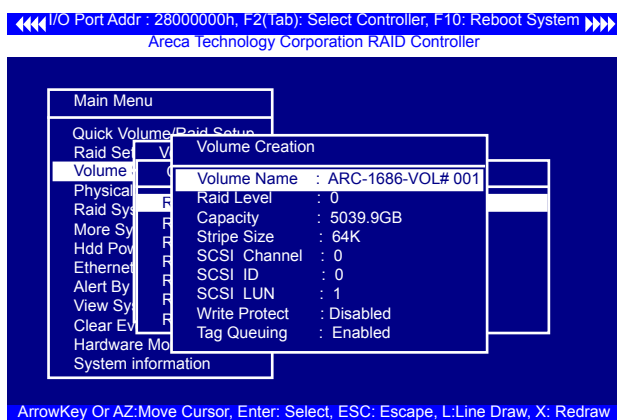 I/O Port Addr : 28000000h, F2(Tab): Select Controller, F10: Reboot System
Areca Technology Corporation RAID Controller
Main Menu
Quick Volume/Raid Setup
Raid Set
Volume
Physical
Raid Sys
More Sy
Hdd Pow
Ethernet
Alert By
View Sys
Clear Ev
Hardware Mo
System information
Volume Creation
Volume Name : ARC-1686-VOL# 001
Raid Level : 0
Capacity : 5039.9GB
Stripe Size : 64K
SCSI Channel : 0
SCSI ID : 0
SCSI LUN : 1
Write Protect : Disabled
Tag Queuing : Enabled
ArrowKey Or AZ:Move Cursor, Enter: Select, ESC: Escape, L:Line Draw, X: Redraw